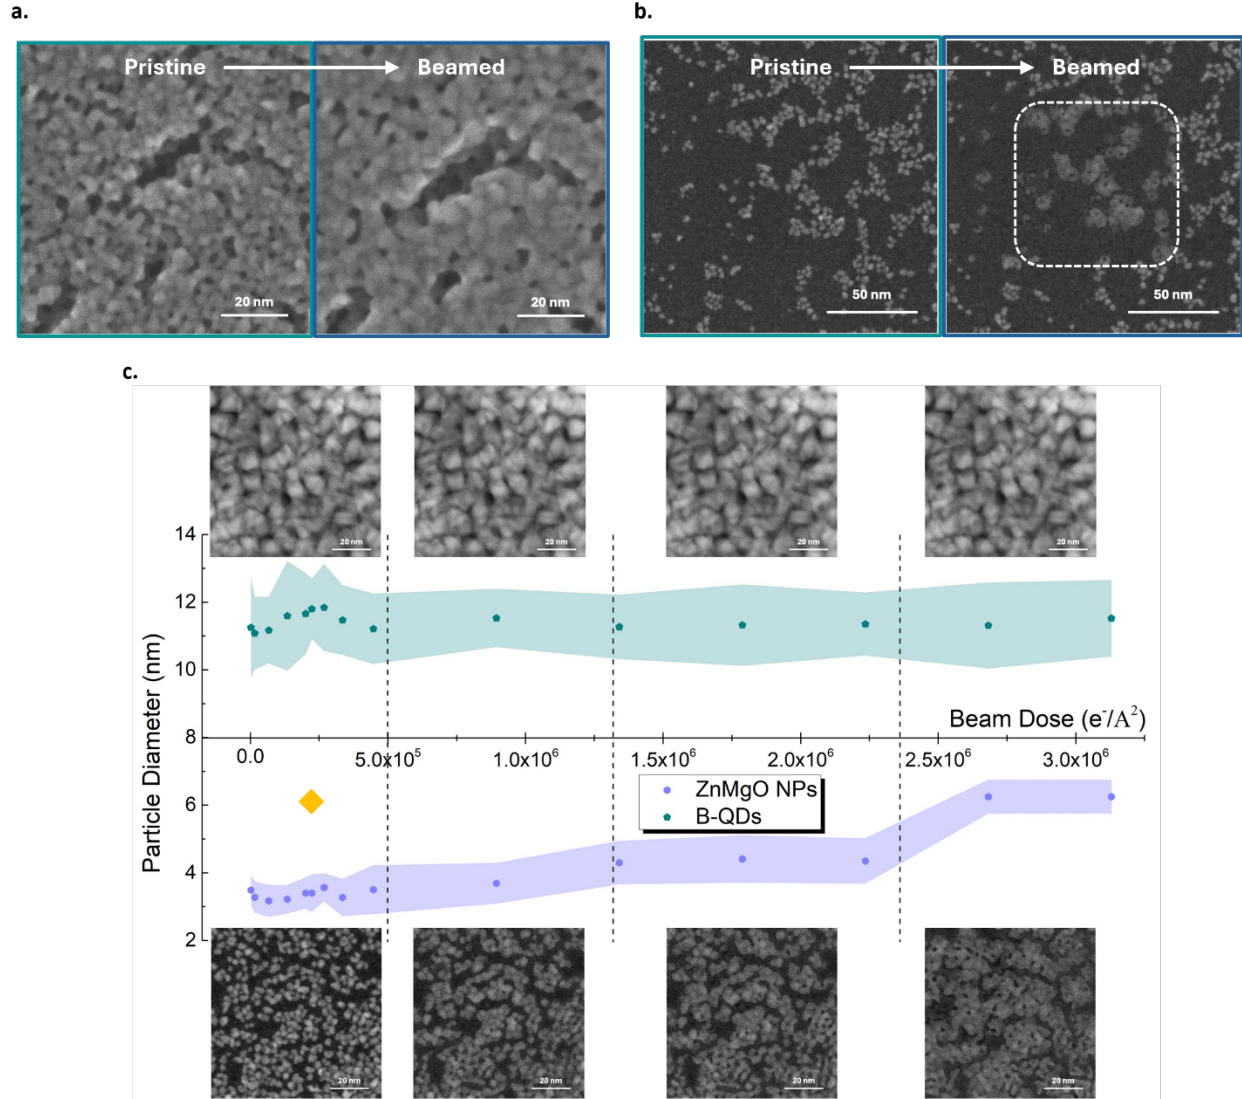 a.
b.
Pristine
Beamed
20 nm
20 nm
Pristine
Beamed
50 nm
50 nm
c.
20 nm
20 nm
20 nm
20 nm
Particle Diameter (nm)
14
12
10
8
6
4
2
Beam Dose (e⁻/A²)
0.0
5.0x10⁵
1.0x10⁶
1.5x10⁶
2.0x10⁶
2.5x10⁶
3.0x10⁶
ZnMgO NPs
B-QDs
20 nm
20 nm
20 nm
20 nm